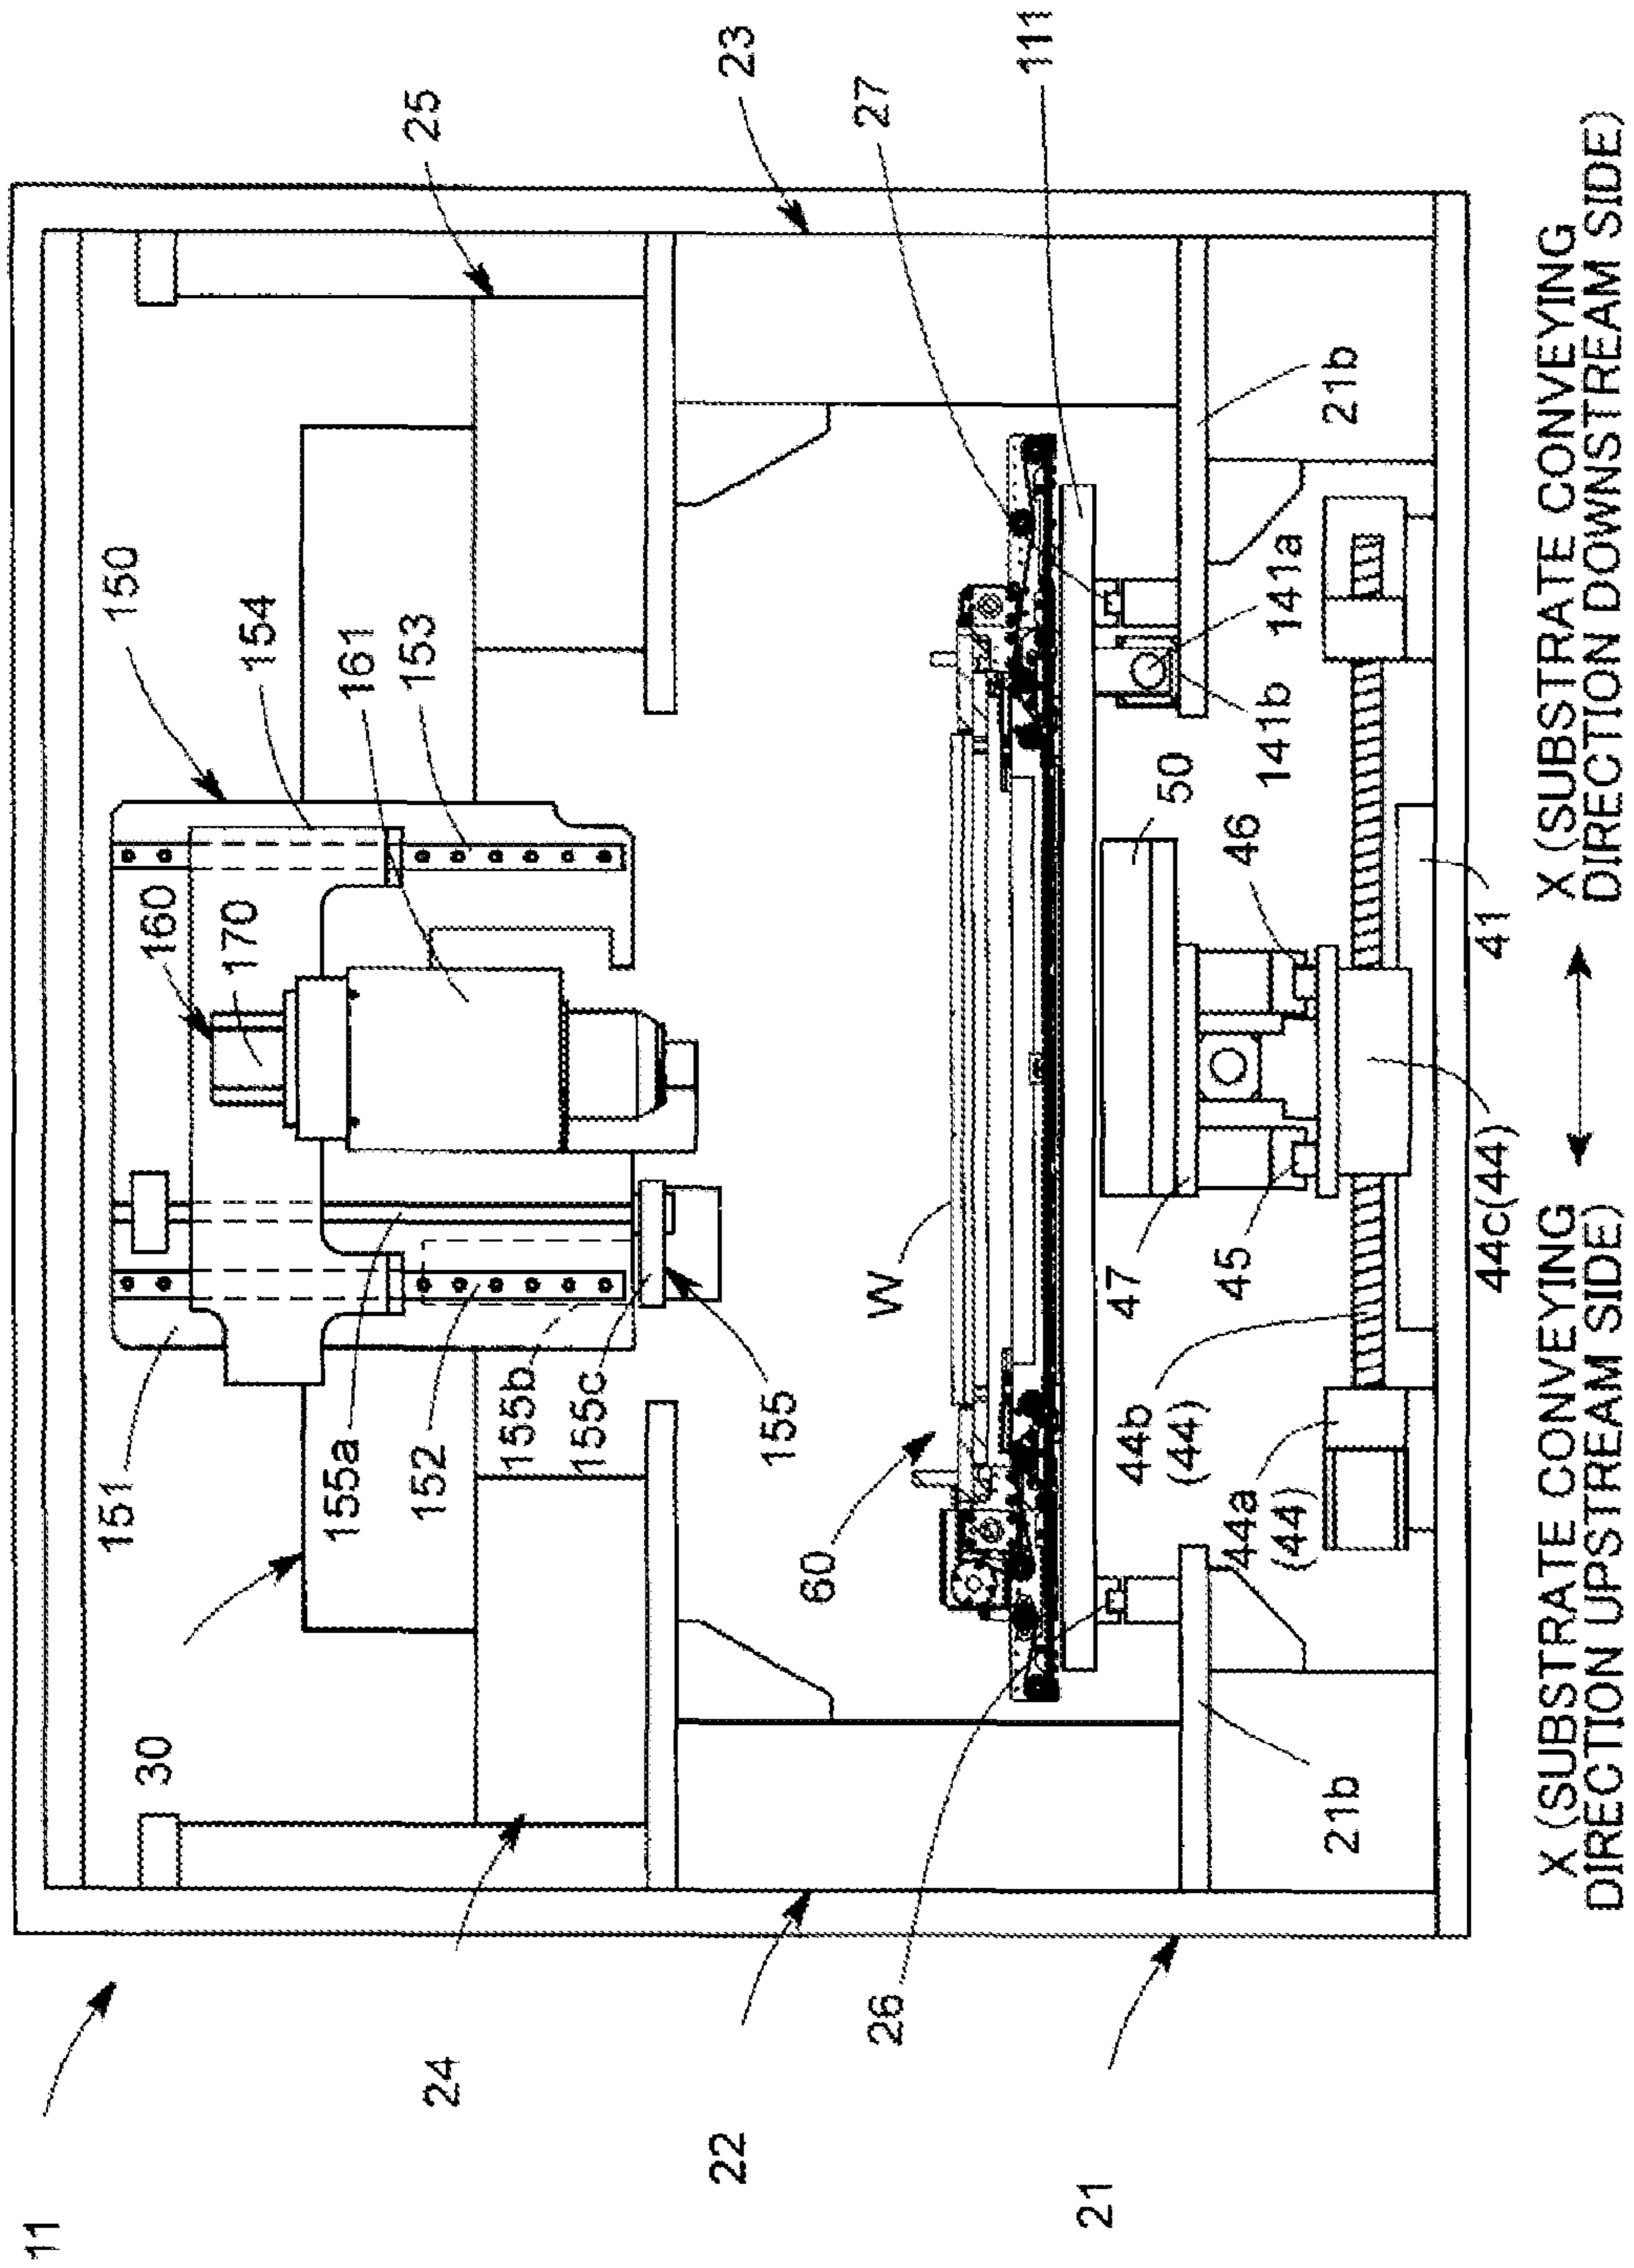 11
30
151
155a
152
155b
155c
155
160
170
161
150
154
153
25
24
22
23
W
60
27
111
26
47
50
141b
141a
21b
44b
(44)
44a
(44)
45
46
21b
21
44c(44)
41
X (SUBSTRATE CONVEYING
DIRECTION UPSTREAM SIDE)
X (SUBSTRATE CONVEYING
DIRECTION DOWNSTREAM SIDE)